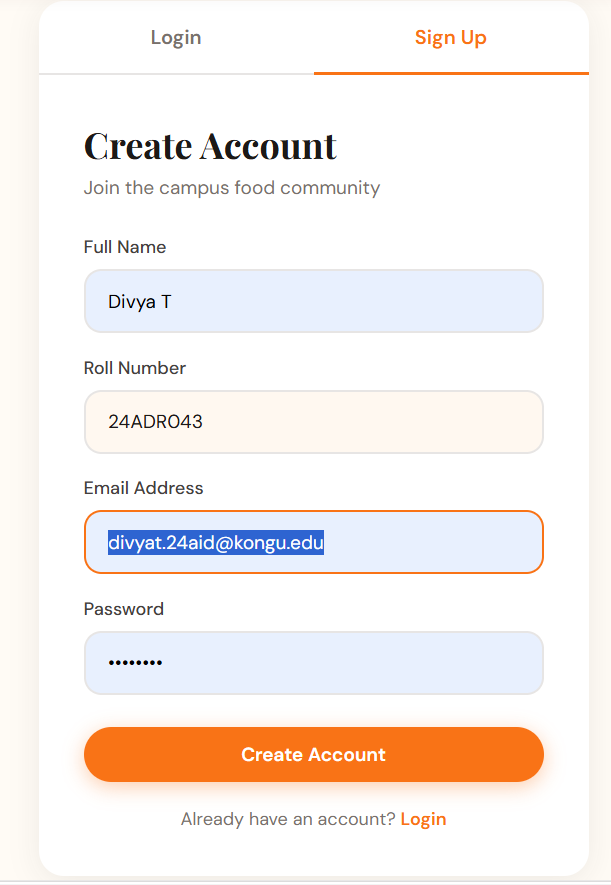 Login
Sign Up
Create Account
Join the campus food community
Full Name
Divya T
Roll Number
24ADR043
Email Address
divyat.24aid@kongu.edu
Password
••••••••
Create Account
Already have an account? Login